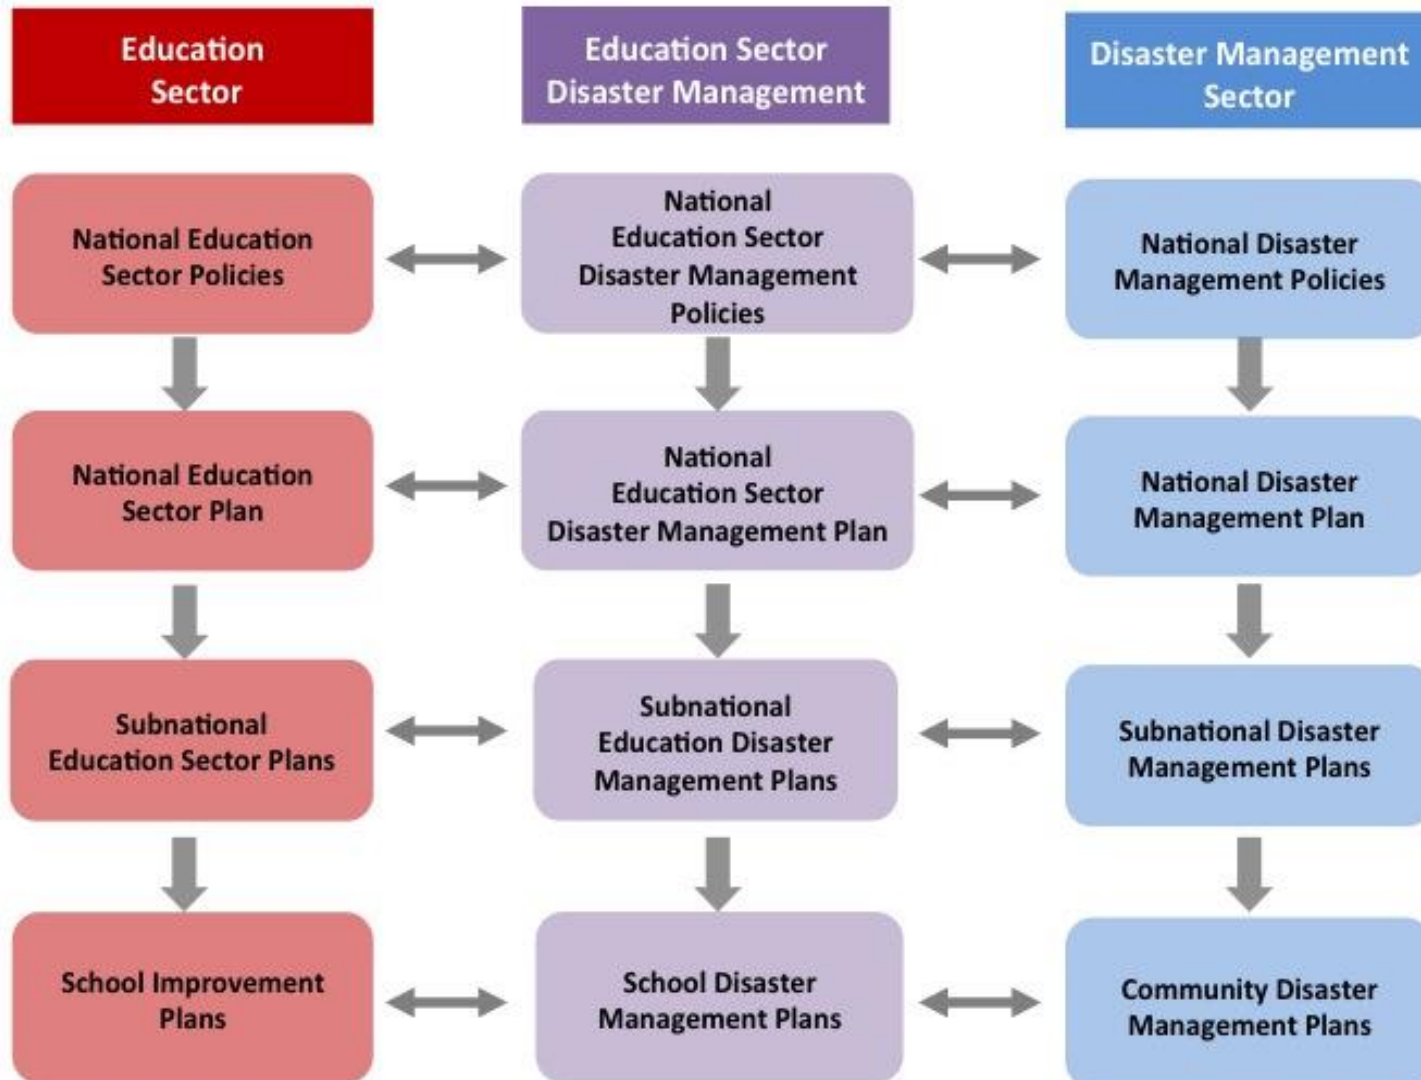 Education
Sector
Education Sector
Disaster Management
Disaster Management
Sector
National Education
Sector Policies
National
Education Sector
Disaster Management
Policies
National Disaster
Management Policies
National Education
Sector Plan
National
Education Sector
Disaster Management Plan
National Disaster
Management Plan
Subnational
Education Sector Plans
Subnational
Education Disaster
Management Plans
Subnational Disaster
Management Plans
School Improvement
Plans
School Disaster
Management Plans
Community Disaster
Management Plans